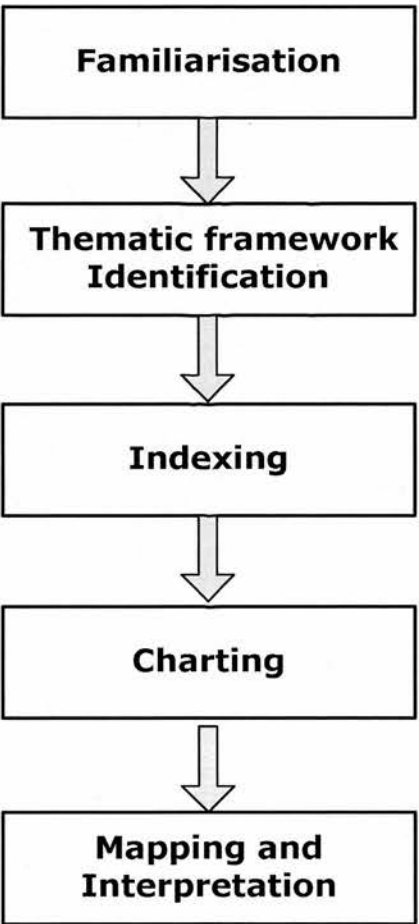 Familiarisation
Thematic framework
Identification
Indexing
Charting
Mapping and
Interpretation